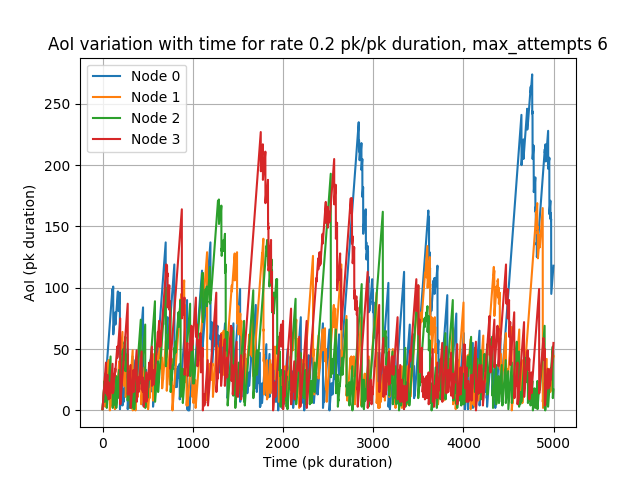 AoI variation with time for rate 0.2 pk/pk duration, max_attempts 6
Node 0
Node 1
Node 2
Node 3
AoI (pk duration)
250
200
150
100
50
0
0 1000 2000 3000 4000 5000
Time (pk duration)